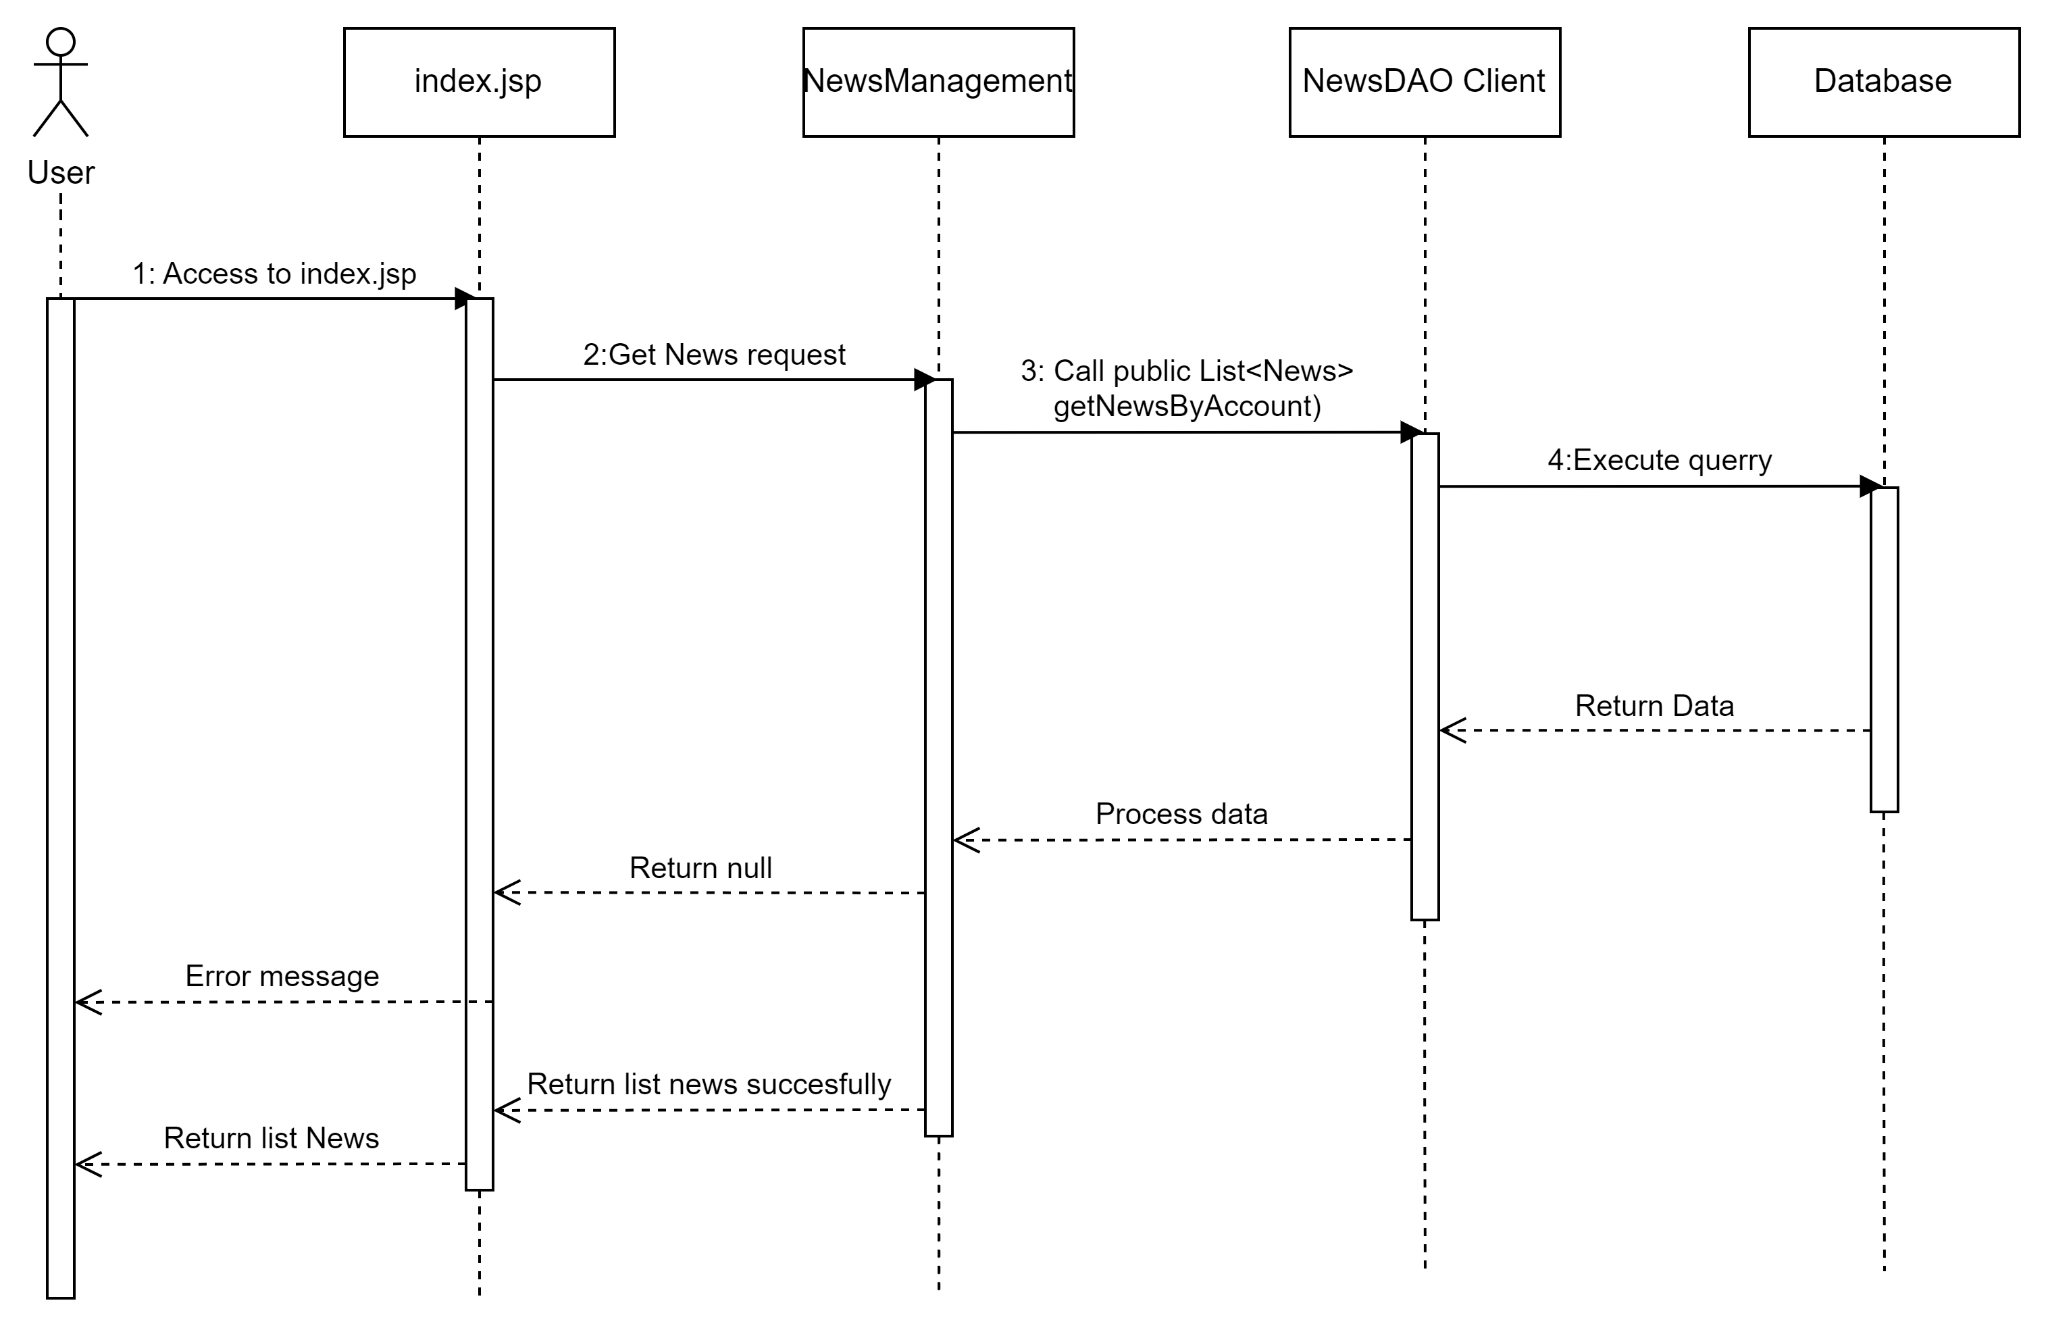 index.jsp
NewsManagement
NewsDAO Client
Database
User
1: Access to index.jsp
2:Get News request
3: Call public List<News>
getNewsByAccount)
4:Execute querry
Return Data
Process data
Return null
Error message
Return list news succesfully
Return list News